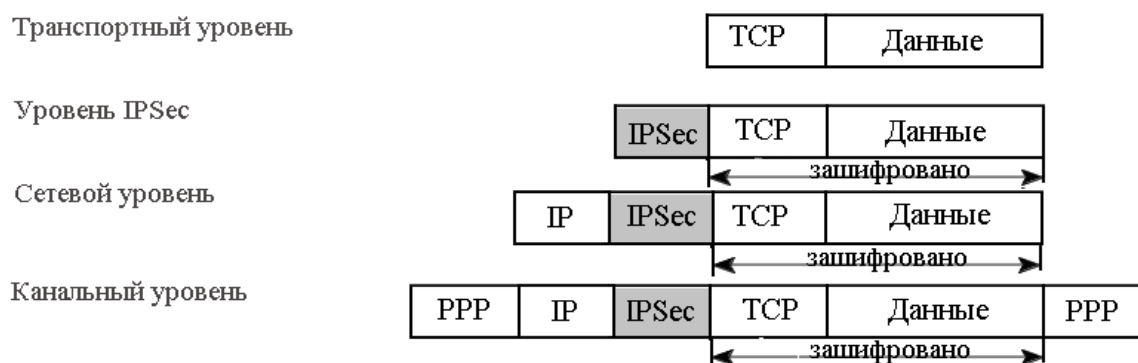 Транспортный уровень TCP Данные
Уровень IPSec IPSec TCP Данные
зашифровано
Сетевой уровень IP IPSec TCP Данные
зашифровано
Канальный уровень PPP IP IPSec TCP Данные PPP
зашифровано